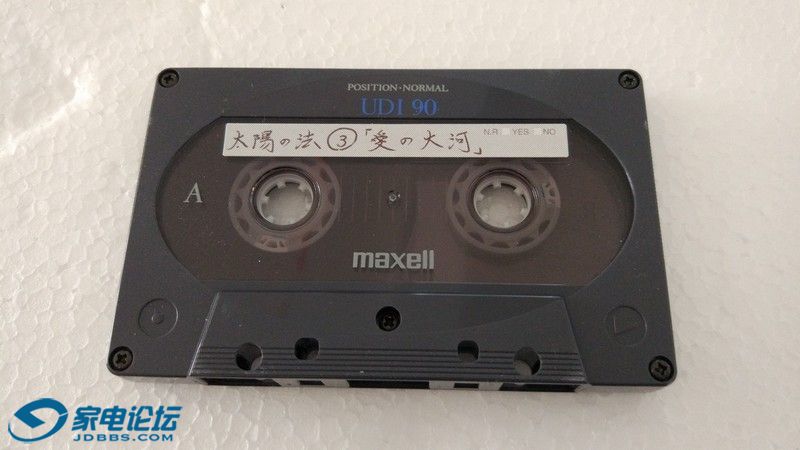 POSITION·NORMAL
UDI 90
太陽の法③「愛の大河」
N.R YES NO
A
maxell
家电论坛
JDBBS.COM